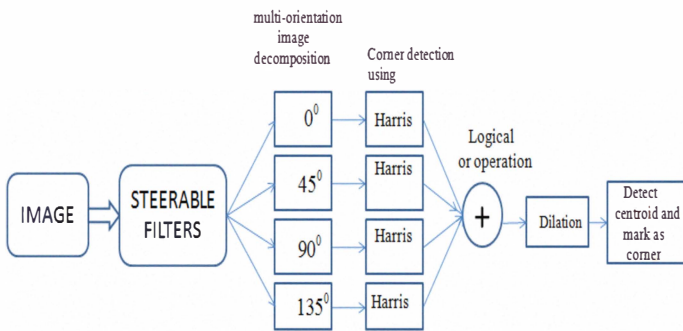 multi-orientation
image
decomposition
Corner detection
using
0⁰
Harris
Logical
or operation
45⁰
Harris
IMAGE
STEERABLE
FILTERS
+
Dilation
Detect
centroid and
mark as
corner
90⁰
Harris
135⁰
Harris